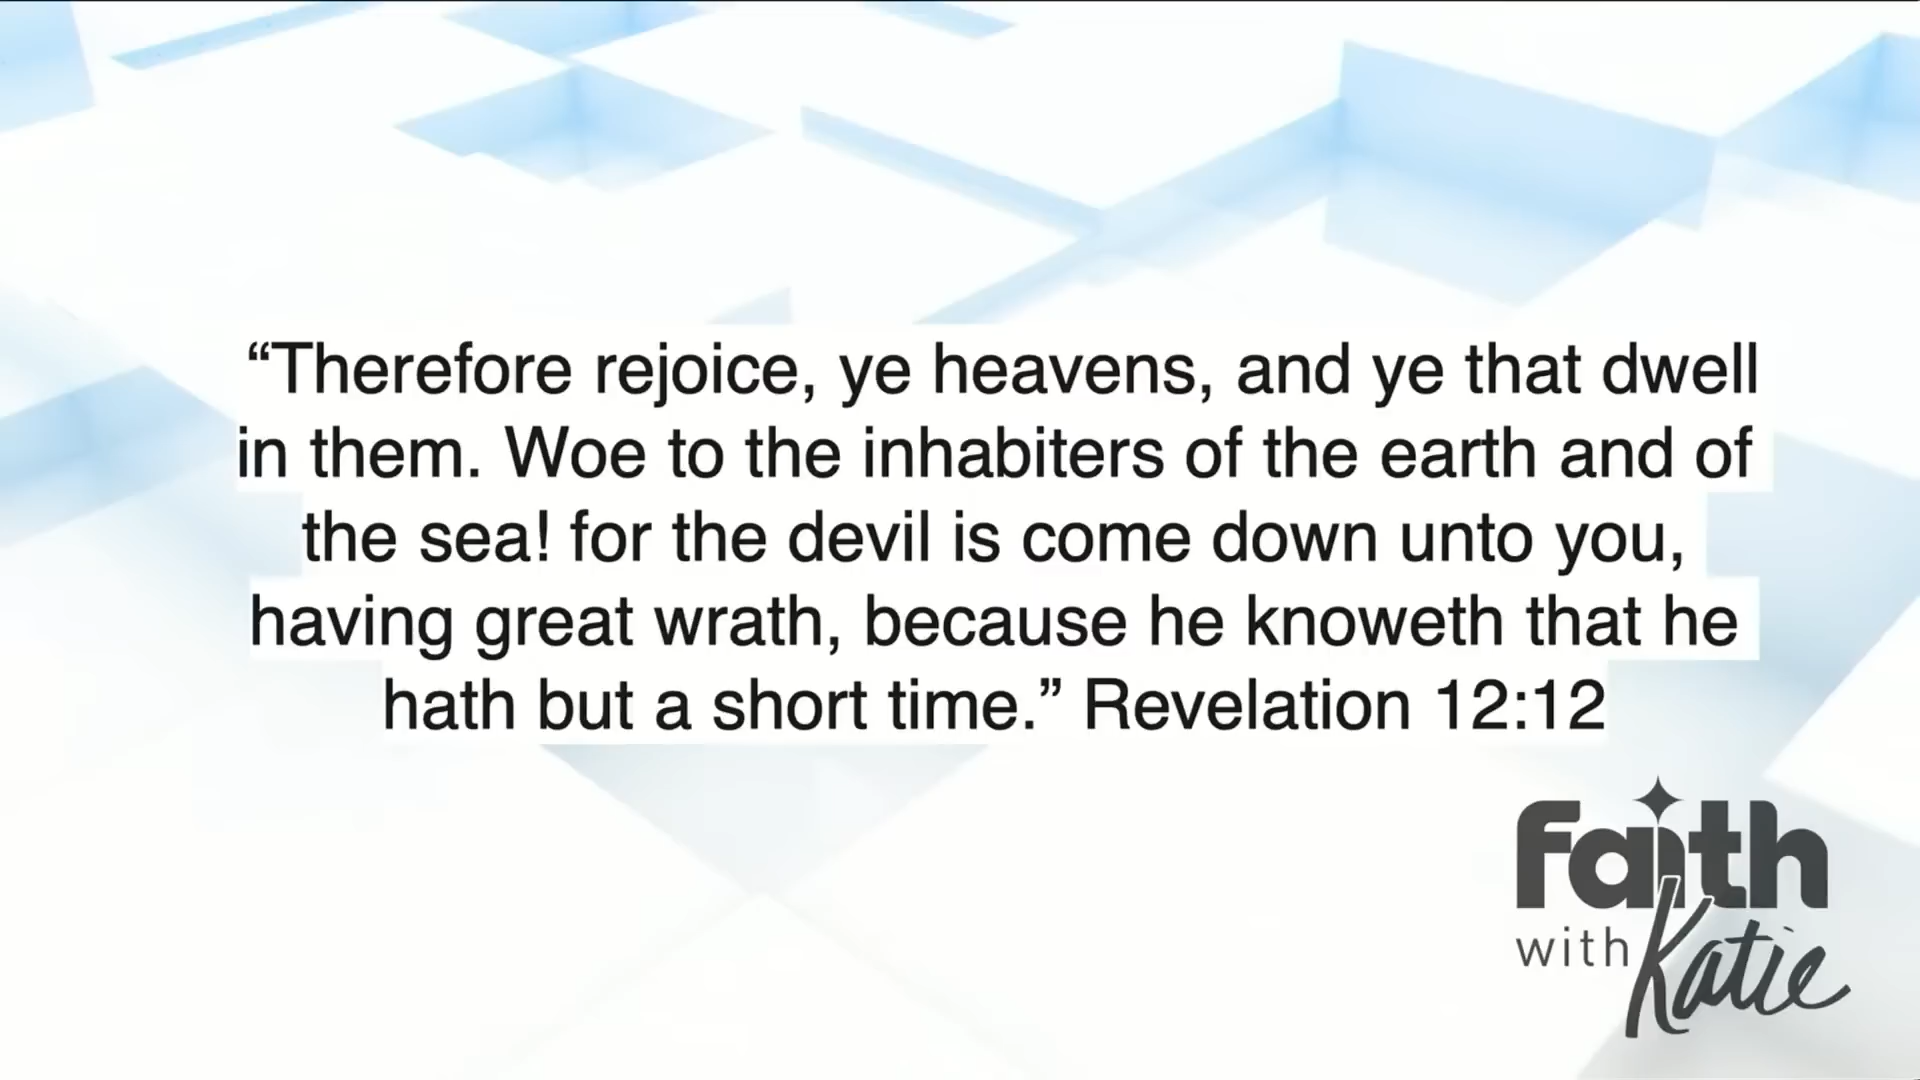 “Therefore rejoice, ye heavens, and ye that dwell
in them. Woe to the inhabiters of the earth and of
the sea! for the devil is come down unto you,
having great wrath, because he knoweth that he
hath but a short time.” Revelation 12:12
faith
with Katie